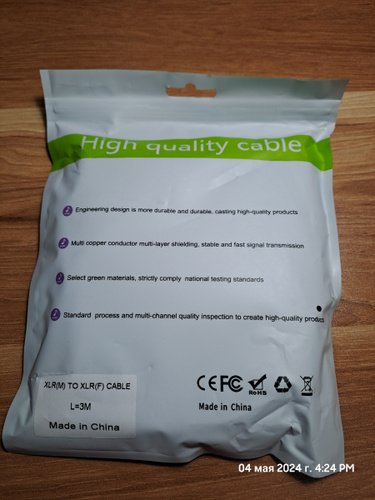 High quality cable
Engineering design is more durable and durable, casting high-quality products
Multi copper conductor multi-layer shielding, stable and fast signal transmission
Select green materials, strictly comply national testing standards
Standard process and multi-channel quality inspection to create high-quality products
XLR(M) TO XLR(F) CABLE
L=3M
Made in China
CE FC RoHS
Made in China
04 мая 2024 г. 4:24 PM